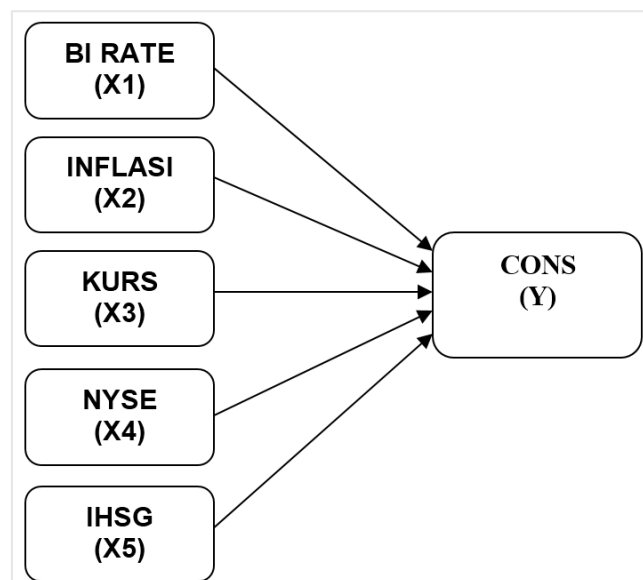 BI RATE
(X1)
INFLASI
(X2)
KURS
(X3)
NYSE
(X4)
IHSG
(X5)
CONS
(Y)